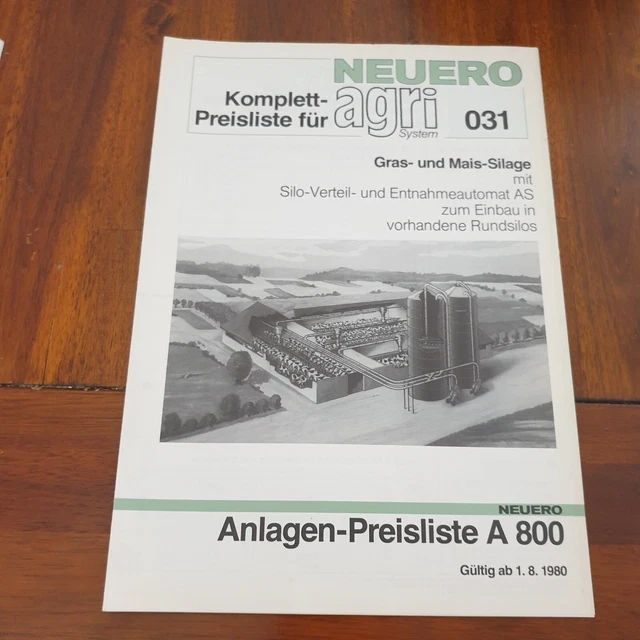 NEUERO
Komplett-
Preisliste für
agri
System
031
Gras- und Mais-Silage
mit
Silo-Verteil- und Entnahmeautomat AS
zum Einbau in
vorhandene Rundsilos
NEUERO
Anlagen-Preisliste A 800
Gültig ab 1. 8. 1980